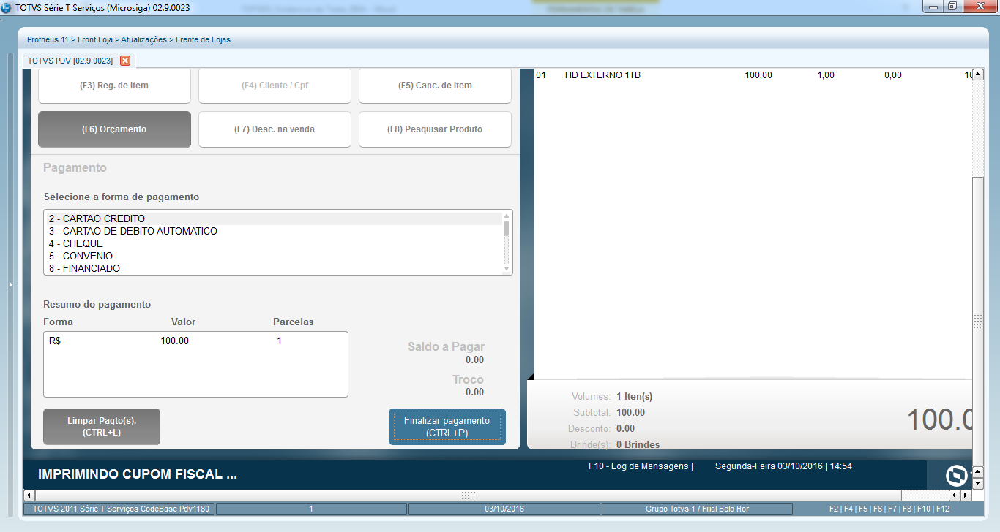 TOTVS Série T Serviços (Microsiga) 02.9.0023
Protheus 11 > Front Loja > Atualizações > Frente de Lojas
TOTVS PDV [02.9.0023]
(F3) Reg. de item
(F4) Cliente / Cpf
(F5) Canc. de Item
(F6) Orçamento
(F7) Desc. na venda
(F8) Pesquisar Produto
Pagamento
Selecione a forma de pagamento
2 - CARTAO CREDITO
3 - CARTAO DE DEBITO AUTOMATICO
4 - CHEQUE
5 - CONVENIO
8 - FINANCIADO
Resumo do pagamento
Forma Valor Parcelas
R$ 100.00 1
Saldo a Pagar
0.00
Troco
0.00
Limpar Pagto(s).
(CTRL+L)
Finalizar pagamento
(CTRL+P)
01 HD EXTERNO 1TB 100,00 1,00 0,00 10
Volumes: 1 Iten(s)
Subtotal: 100.00
Desconto: 0.00
Brinde(s): 0 Brindes
100.0
IMPRIMINDO CUPOM FISCAL ...
F10 - Log de Mensagens | Segunda-Feira 03/10/2016 | 14:54
TOTVS 2011 Série T Serviços CodeBase Pdv1180 1 03/10/2016 Grupo Totvs 1 / Filial Belo Hor F2 | F4 | F5 | F6 | F7 | F8 | F10 | F12